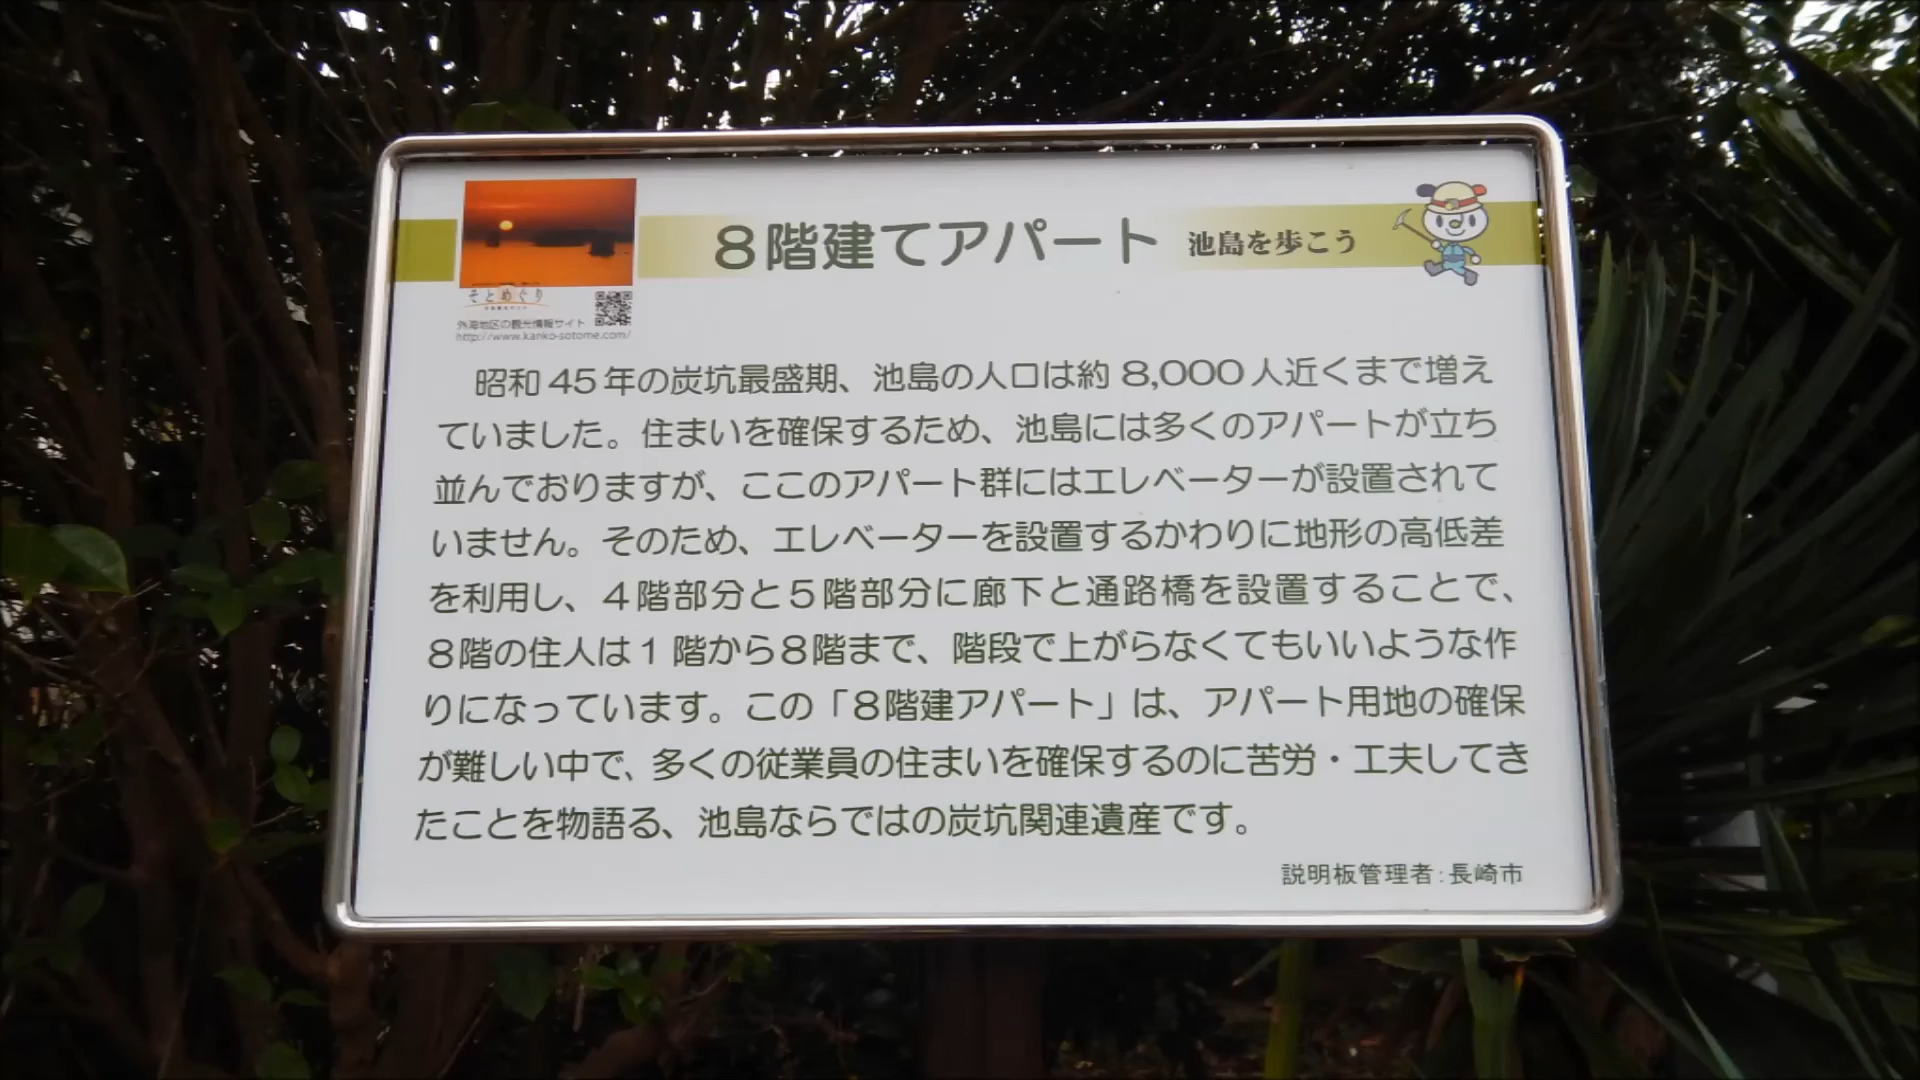 8階建てアパート 池島を歩こう
そとめぐり
外海地区の観光情報サイト
http://www.kanko-sotome.com/
昭和45年の炭坑最盛期、池島の人口は約8,000人近くまで増え
ていました。住まいを確保するため、池島には多くのアパートが立ち
並んでおりますが、ここのアパート群にはエレベーターが設置されて
いません。そのため、エレベーターを設置するかわりに地形の高低差
を利用し、4階部分と5階部分に廊下と通路橋を設置することで、
8階の住人は1階から8階まで、階段で上がらなくてもいいような作
りになっています。この「8階建アパート」は、アパート用地の確保
が難しい中で、多くの従業員の住まいを確保するのに苦労・工夫してき
たことを物語る、池島ならではの炭坑関連遺産です。
説明板管理者：長崎市